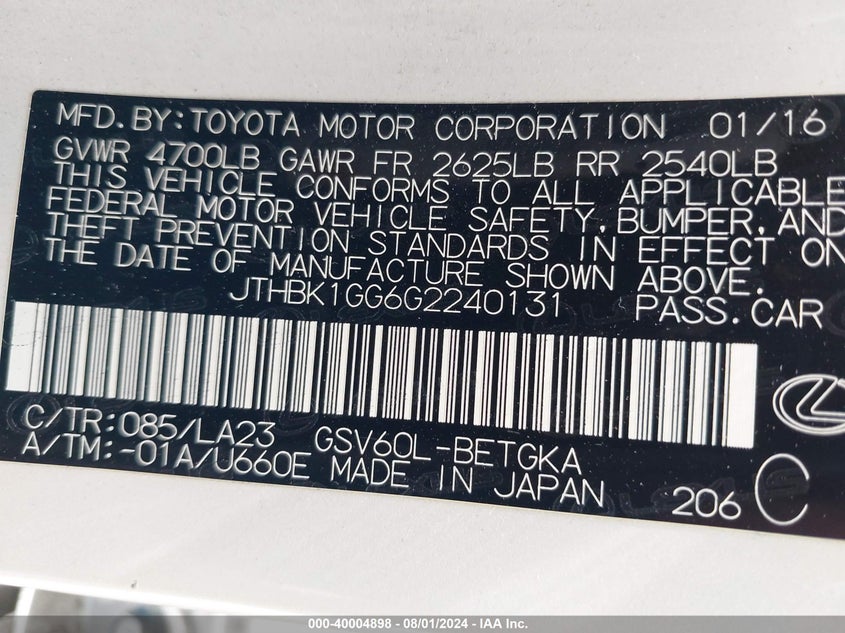 MFD.BY:TOYOTA MOTOR CORPORATION 01/16
GVWR 4700LB GAWR FR 2625LB RR 2540LB
THIS VEHICLE CONFORMS TO ALL APPLICABLE
FEDERAL MOTOR VEHICLE SAFETY,BUMPER,AND
THEFT PREVENTION STANDARDS IN EFFECT ON
THE DATE OF MANUFACTURE SHOWN ABOVE.
JTHBK1GG6G2240131 PASS.CAR
C/TR:085/LA23 GSV60L-BETGKA
A/TM:-01A/U660E MADE IN JAPAN 206 C
000-40004898 - 08/01/2024 - IAA Inc.